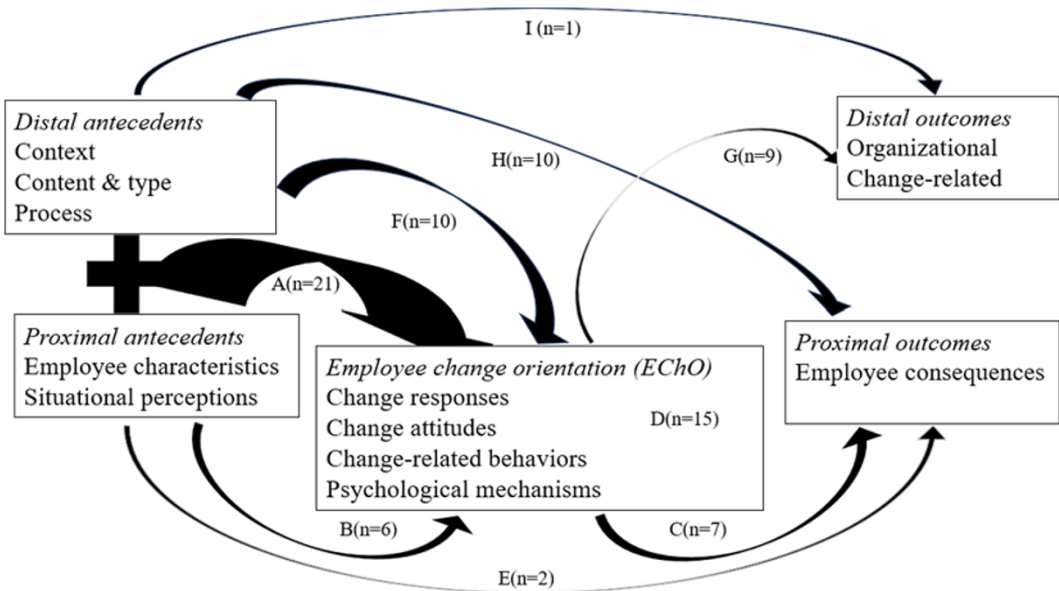 I (n=1)
Distal antecedents
Context
Content & type
Process
Distal outcomes
Organizational
Change-related
H(n=10)
G(n=9)
F(n=10)
A(n=21)
Proximal antecedents
Employee characteristics
Situational perceptions
Employee change orientation (EChO)
Change responses
Change attitudes
Change-related behaviors
Psychological mechanisms
D(n=15)
Proximal outcomes
Employee consequences
B(n=6)
C(n=7)
E(n=2)